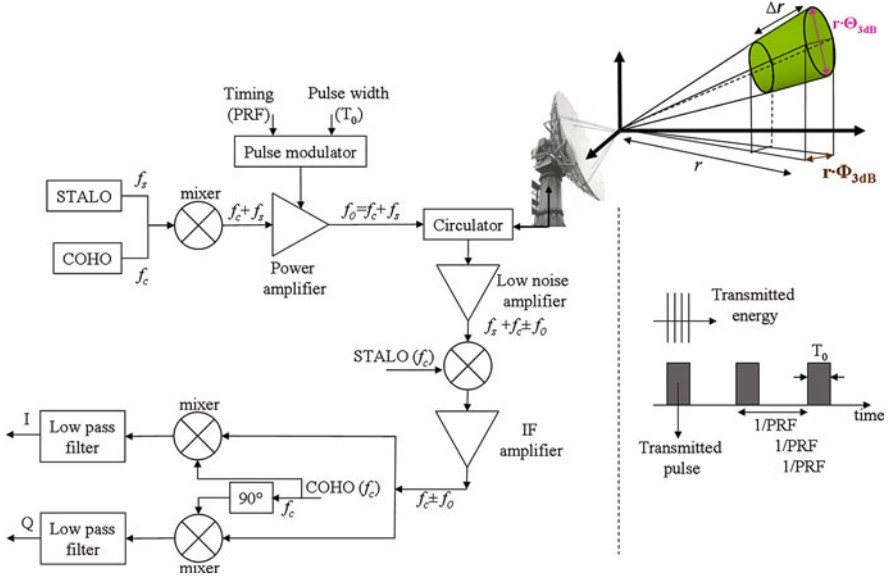 Δr
r·Θ3dB
r
r·Φ3dB
Timing
(PRF)
Pulse width
(T0)
Pulse modulator
STALO
fs
COHO
fc
mixer
fc+fs
f0=fc+fs
Power
amplifier
Circulator
Low noise
amplifier
fs +fc±f0
STALO (fc)
IF
amplifier
fc±f0
I
Low pass
filter
mixer
COHO (fc)
90°
fc
Q
Low pass
filter
mixer
Transmitted
energy
T0
time
1/PRF
1/PRF
1/PRF
Transmitted
pulse